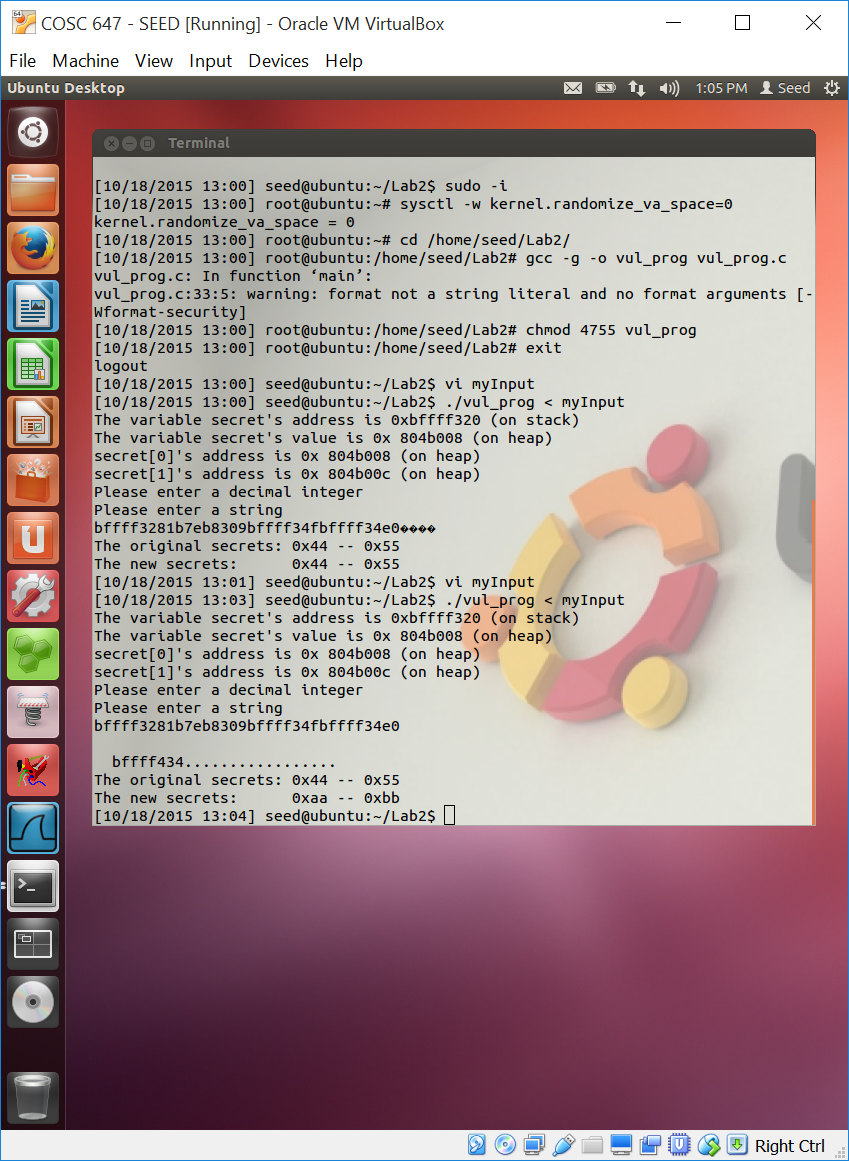 COSC 647 - SEED [Running] - Oracle VM VirtualBox
File Machine View Input Devices Help
Ubuntu Desktop 1:05 PM Seed
Terminal
[10/18/2015 13:00] seed@ubuntu:~/Lab2$ sudo -i
[10/18/2015 13:00] root@ubuntu:~# sysctl -w kernel.randomize_va_space=0
kernel.randomize_va_space = 0
[10/18/2015 13:00] root@ubuntu:~# cd /home/seed/Lab2/
[10/18/2015 13:00] root@ubuntu:/home/seed/Lab2# gcc -g -o vul_prog vul_prog.c
vul_prog.c: In function ‘main’:
vul_prog.c:33:5: warning: format not a string literal and no format arguments [-
Wformat-security]
[10/18/2015 13:00] root@ubuntu:/home/seed/Lab2# chmod 4755 vul_prog
[10/18/2015 13:00] root@ubuntu:/home/seed/Lab2# exit
logout
[10/18/2015 13:00] seed@ubuntu:~/Lab2$ vi myInput
[10/18/2015 13:00] seed@ubuntu:~/Lab2$ ./vul_prog < myInput
The variable secret's address is 0xbffff320 (on stack)
The variable secret's value is 0x 804b008 (on heap)
secret[0]'s address is 0x 804b008 (on heap)
secret[1]'s address is 0x 804b00c (on heap)
Please enter a decimal integer
Please enter a string
bffff3281b7eb8309bffff34fbffff34e0����
The original secrets: 0x44 -- 0x55
The new secrets:      0x44 -- 0x55
[10/18/2015 13:01] seed@ubuntu:~/Lab2$ vi myInput
[10/18/2015 13:03] seed@ubuntu:~/Lab2$ ./vul_prog < myInput
The variable secret's address is 0xbffff320 (on stack)
The variable secret's value is 0x 804b008 (on heap)
secret[0]'s address is 0x 804b008 (on heap)
secret[1]'s address is 0x 804b00c (on heap)
Please enter a decimal integer
Please enter a string
bffff3281b7eb8309bffff34fbffff34e0
bffff434.................
The original secrets: 0x44 -- 0x55
The new secrets:      0xaa -- 0xbb
[10/18/2015 13:04] seed@ubuntu:~/Lab2$
Right Ctrl